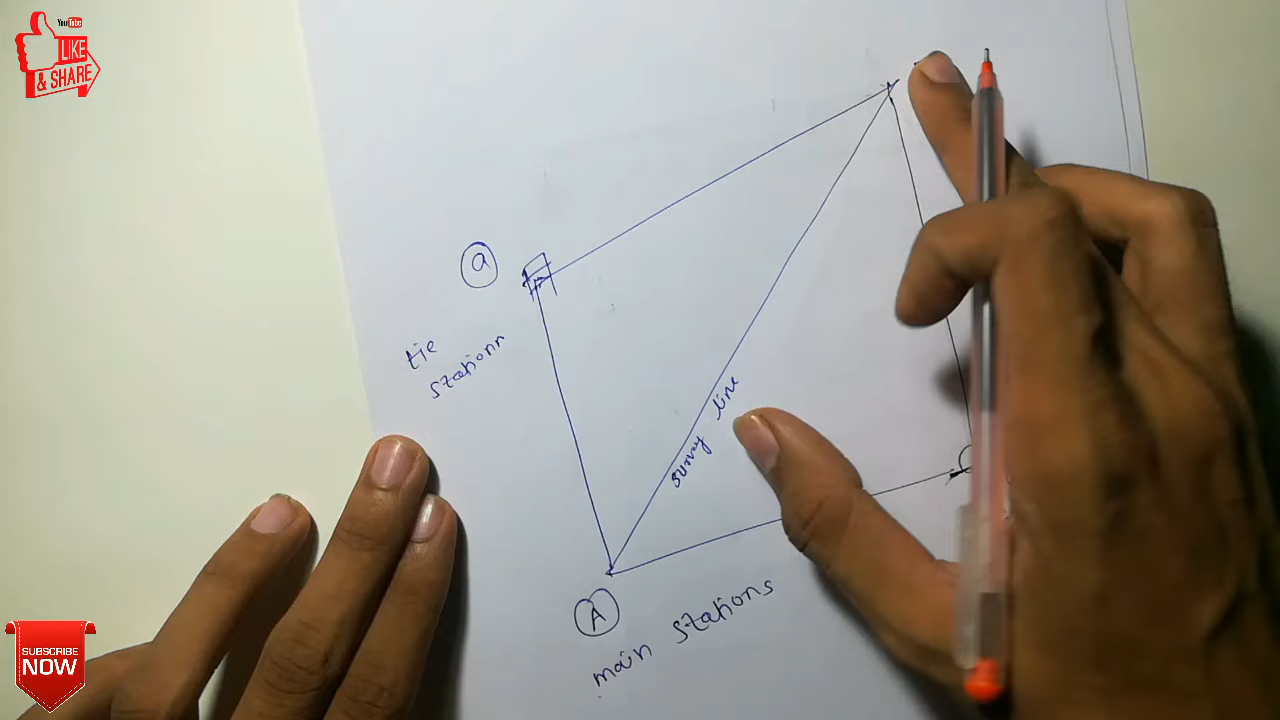 YouTube
LIKE
& SHARE
a
tie
stationn
survey line
A
main stations
SUBSCRIBE
NOW